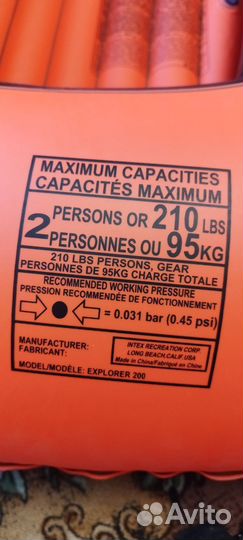 MAXIMUM CAPACITIES
CAPACITÉS MAXIMUM
2 PERSONS OR 210 LBS
PERSONNES OU 95KG
210 LBS PERSONS, GEAR
PERSONNES DE 95KG CHARGE TOTALE
RECOMMENDED WORKING PRESSURE
PRESSION RECOMMENDÉE DE FONCTIONNEMENT
= 0.031 bar (0.45 psi)
MANUFACTURER: INTEX RECREATION CORP.
FABRICANT: LONG BEACH,CALIF. USA
Made in China/Fabriqué en Chine
MODEL/MODÈLE: EXPLORER 200
Avito